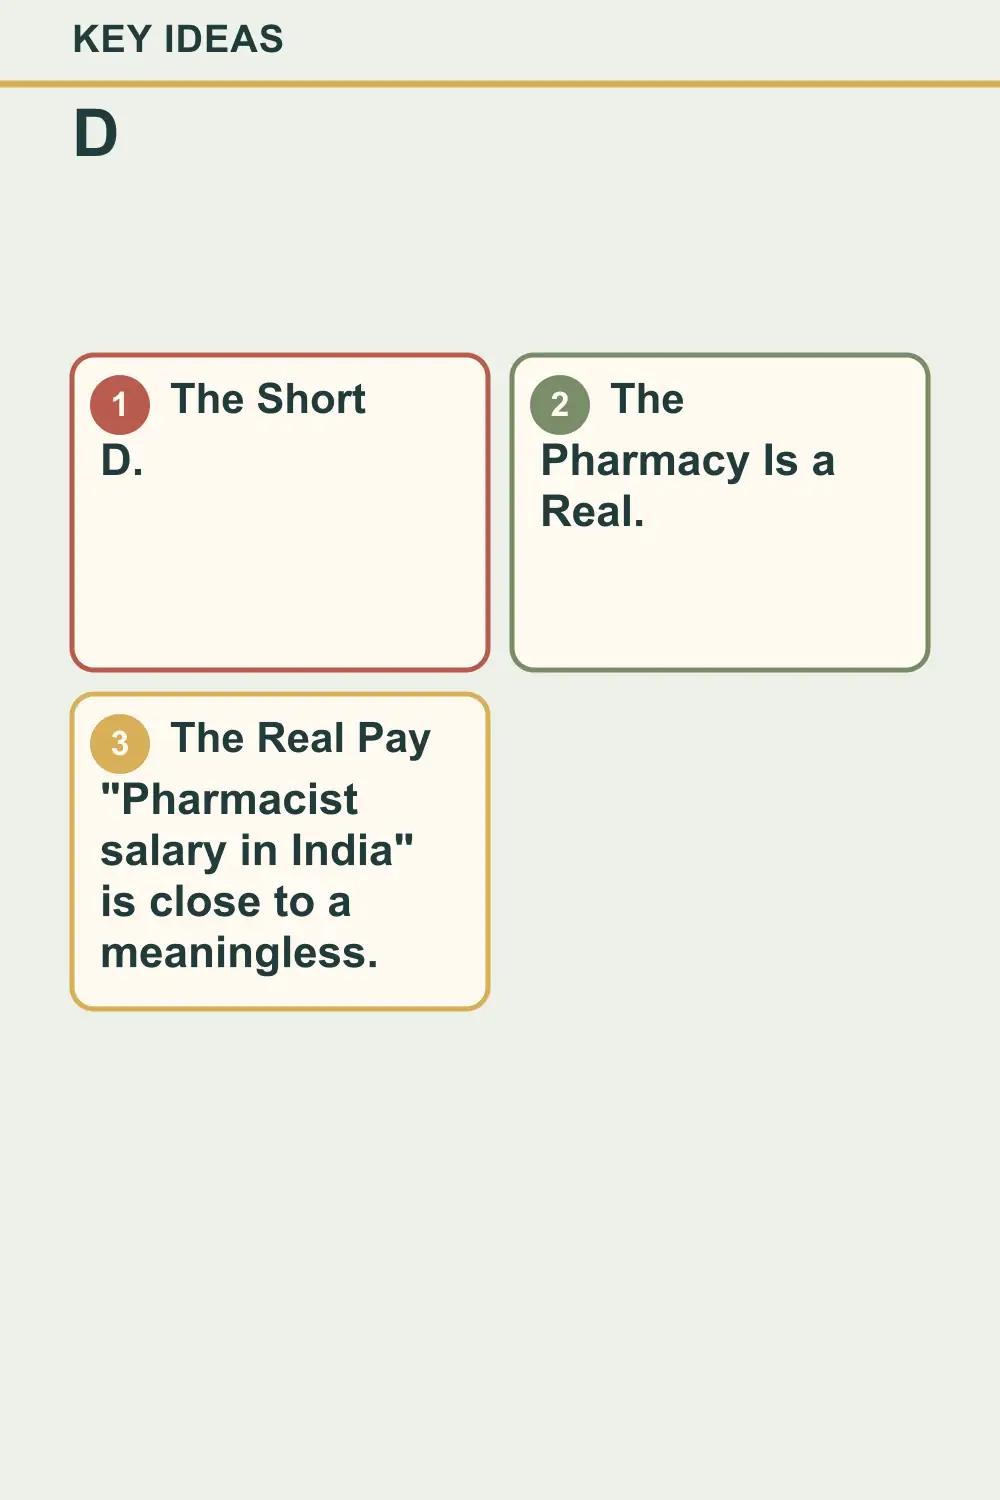 KEY IDEAS
D
1 The Short
D.
2 The
Pharmacy Is a
Real.
3 The Real Pay
"Pharmacist
salary in India"
is close to a
meaningless.